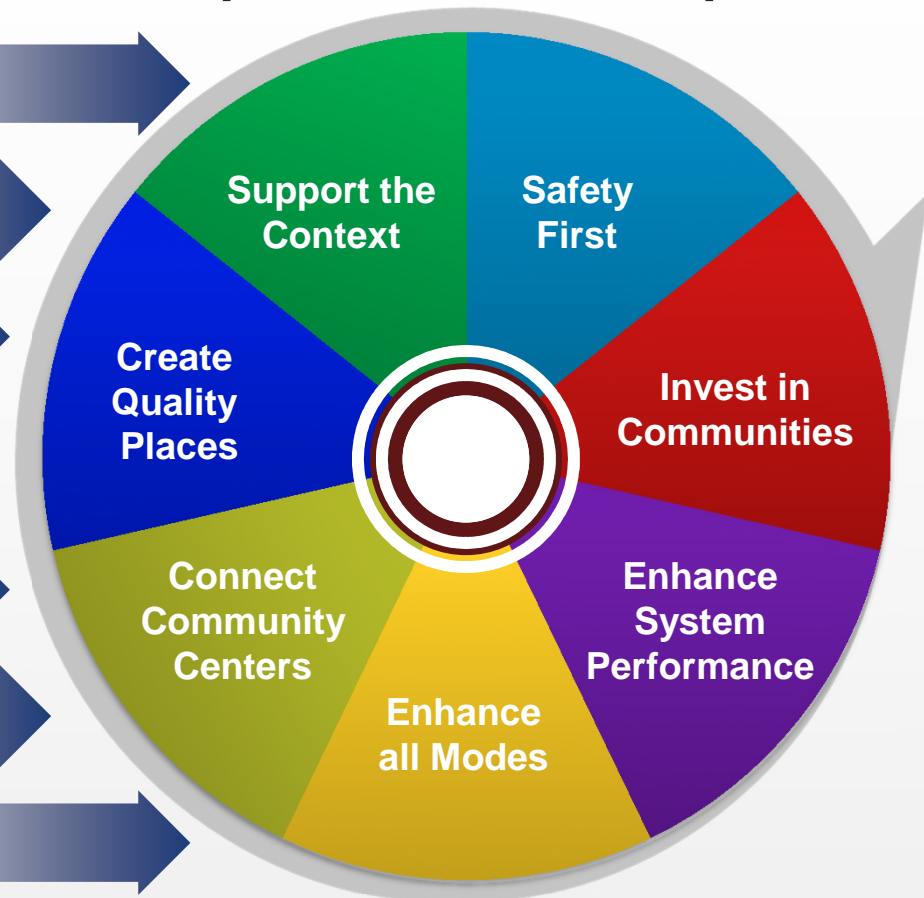 Support the
Context
Safety
First
Invest in
Communities
Enhance
System
Performance
Enhance
all Modes
Connect
Community
Centers
Create
Quality
Places